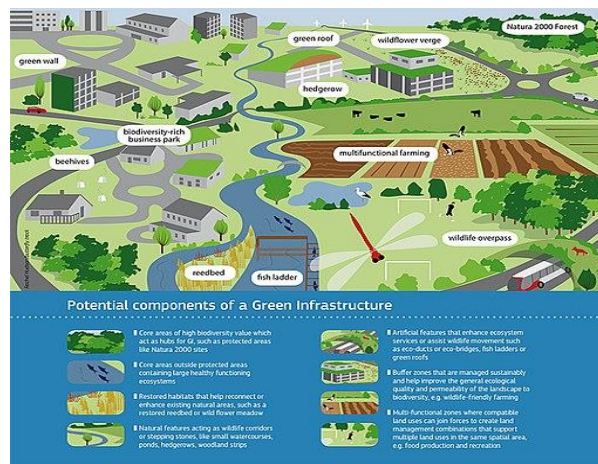 Natura 2000 Forest
green roof
wildflower verge
green wall
hedgerow
biodiversity-rich
business park
multifunctional farming
beehives
wildlife overpass
reedbed
fish ladder
Potential components of a Green Infrastructure
Core areas of high biodiversity value which
act as hubs for GI, such as protected areas
like Natura 2000 sites
Core areas outside protected areas
containing large healthy functioning
ecosystems
Restored habitats that help reconnect or
enhance existing natural areas, such as a
restored reedbed or wild flower meadow
Natural features acting as wildlife corridors
or stepping stones, like small watercourses,
ponds, hedgerows, woodland strips
Artificial features that enhance ecosystem
services or assist wildlife movement such
as eco-ducts or eco-bridges, fish ladders or
green roofs
Buffer zones that are managed sustainably
and help improve the general ecological
quality and permeability of the landscape to
biodiversity, e.g. wildlife-friendly farming
Multi-functional zones where compatible
land uses can join forces to create land
management combinations that support
multiple land uses in the same spatial area,
e.g. food production and recreation